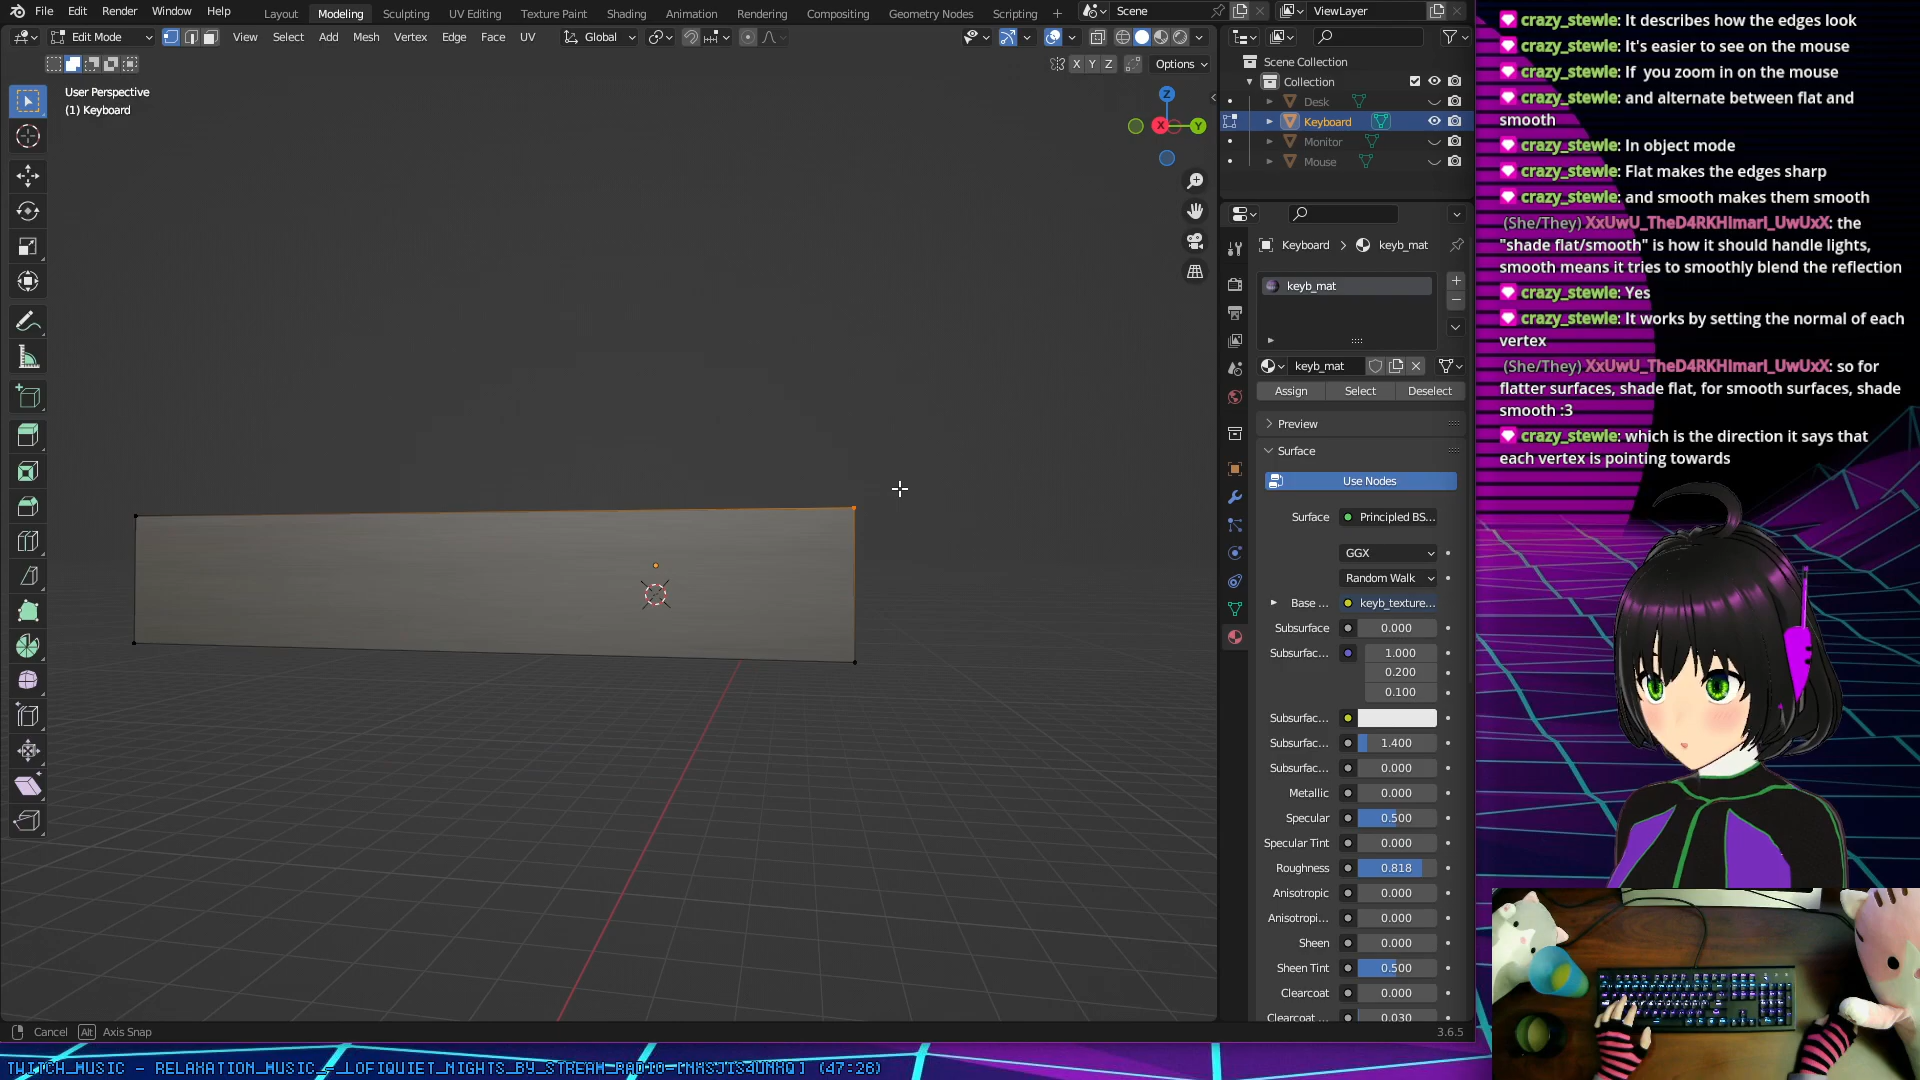 File Edit Render Window Help
Layout Modeling Sculpting UV Editing Texture Paint Shading Animation Rendering Compositing Geometry Nodes Scripting
Scene ViewLayer
Edit Mode View Select Add Mesh Vertex Edge Face UV Global
X Y Z Options
User Perspective
(1) Keyboard
Z
X Y
Scene Collection
Collection
Desk
Keyboard
Monitor
Mouse
Keyboard keyb_mat
keyb_mat
keyb_mat
Assign Select Deselect
Preview
Surface
Use Nodes
Surface Principled BS...
GGX
Random Walk
Base ... keyb_texture...
Subsurface 0.000
Subsurfac... 1.000
0.200
0.100
Subsurfac...
Subsurfac... 1.400
Subsurfac... 0.000
Metallic 0.000
Specular 0.500
Specular Tint 0.000
Roughness 0.818
Anisotropic 0.000
Anisotropi... 0.000
Sheen 0.000
Sheen Tint 0.500
Clearcoat 0.000
Clearcoat ... 0.030
Cancel Alt Axis Snap
3.6.5
crazy_stewie: It describes how the edges look
crazy_stewie: It's easier to see on the mouse
crazy_stewie: If you zoom in on the mouse
crazy_stewie: and alternate between flat and
smooth
crazy_stewie: In object mode
crazy_stewie: Flat makes the edges sharp
crazy_stewie: and smooth makes them smooth
(She/They) XxUwU_TheD4RKHimari_UwUxX: the
"shade flat/smooth" is how it should handle lights,
smooth means it tries to smoothly blend the reflection
crazy_stewie: Yes
crazy_stewie: It works by setting the normal of each
vertex
(She/They) XxUwU_TheD4RKHimari_UwUxX: so for
flatter surfaces, shade flat, for smooth surfaces, shade
smooth :3
crazy_stewie: which is the direction it says that
each vertex is pointing towards